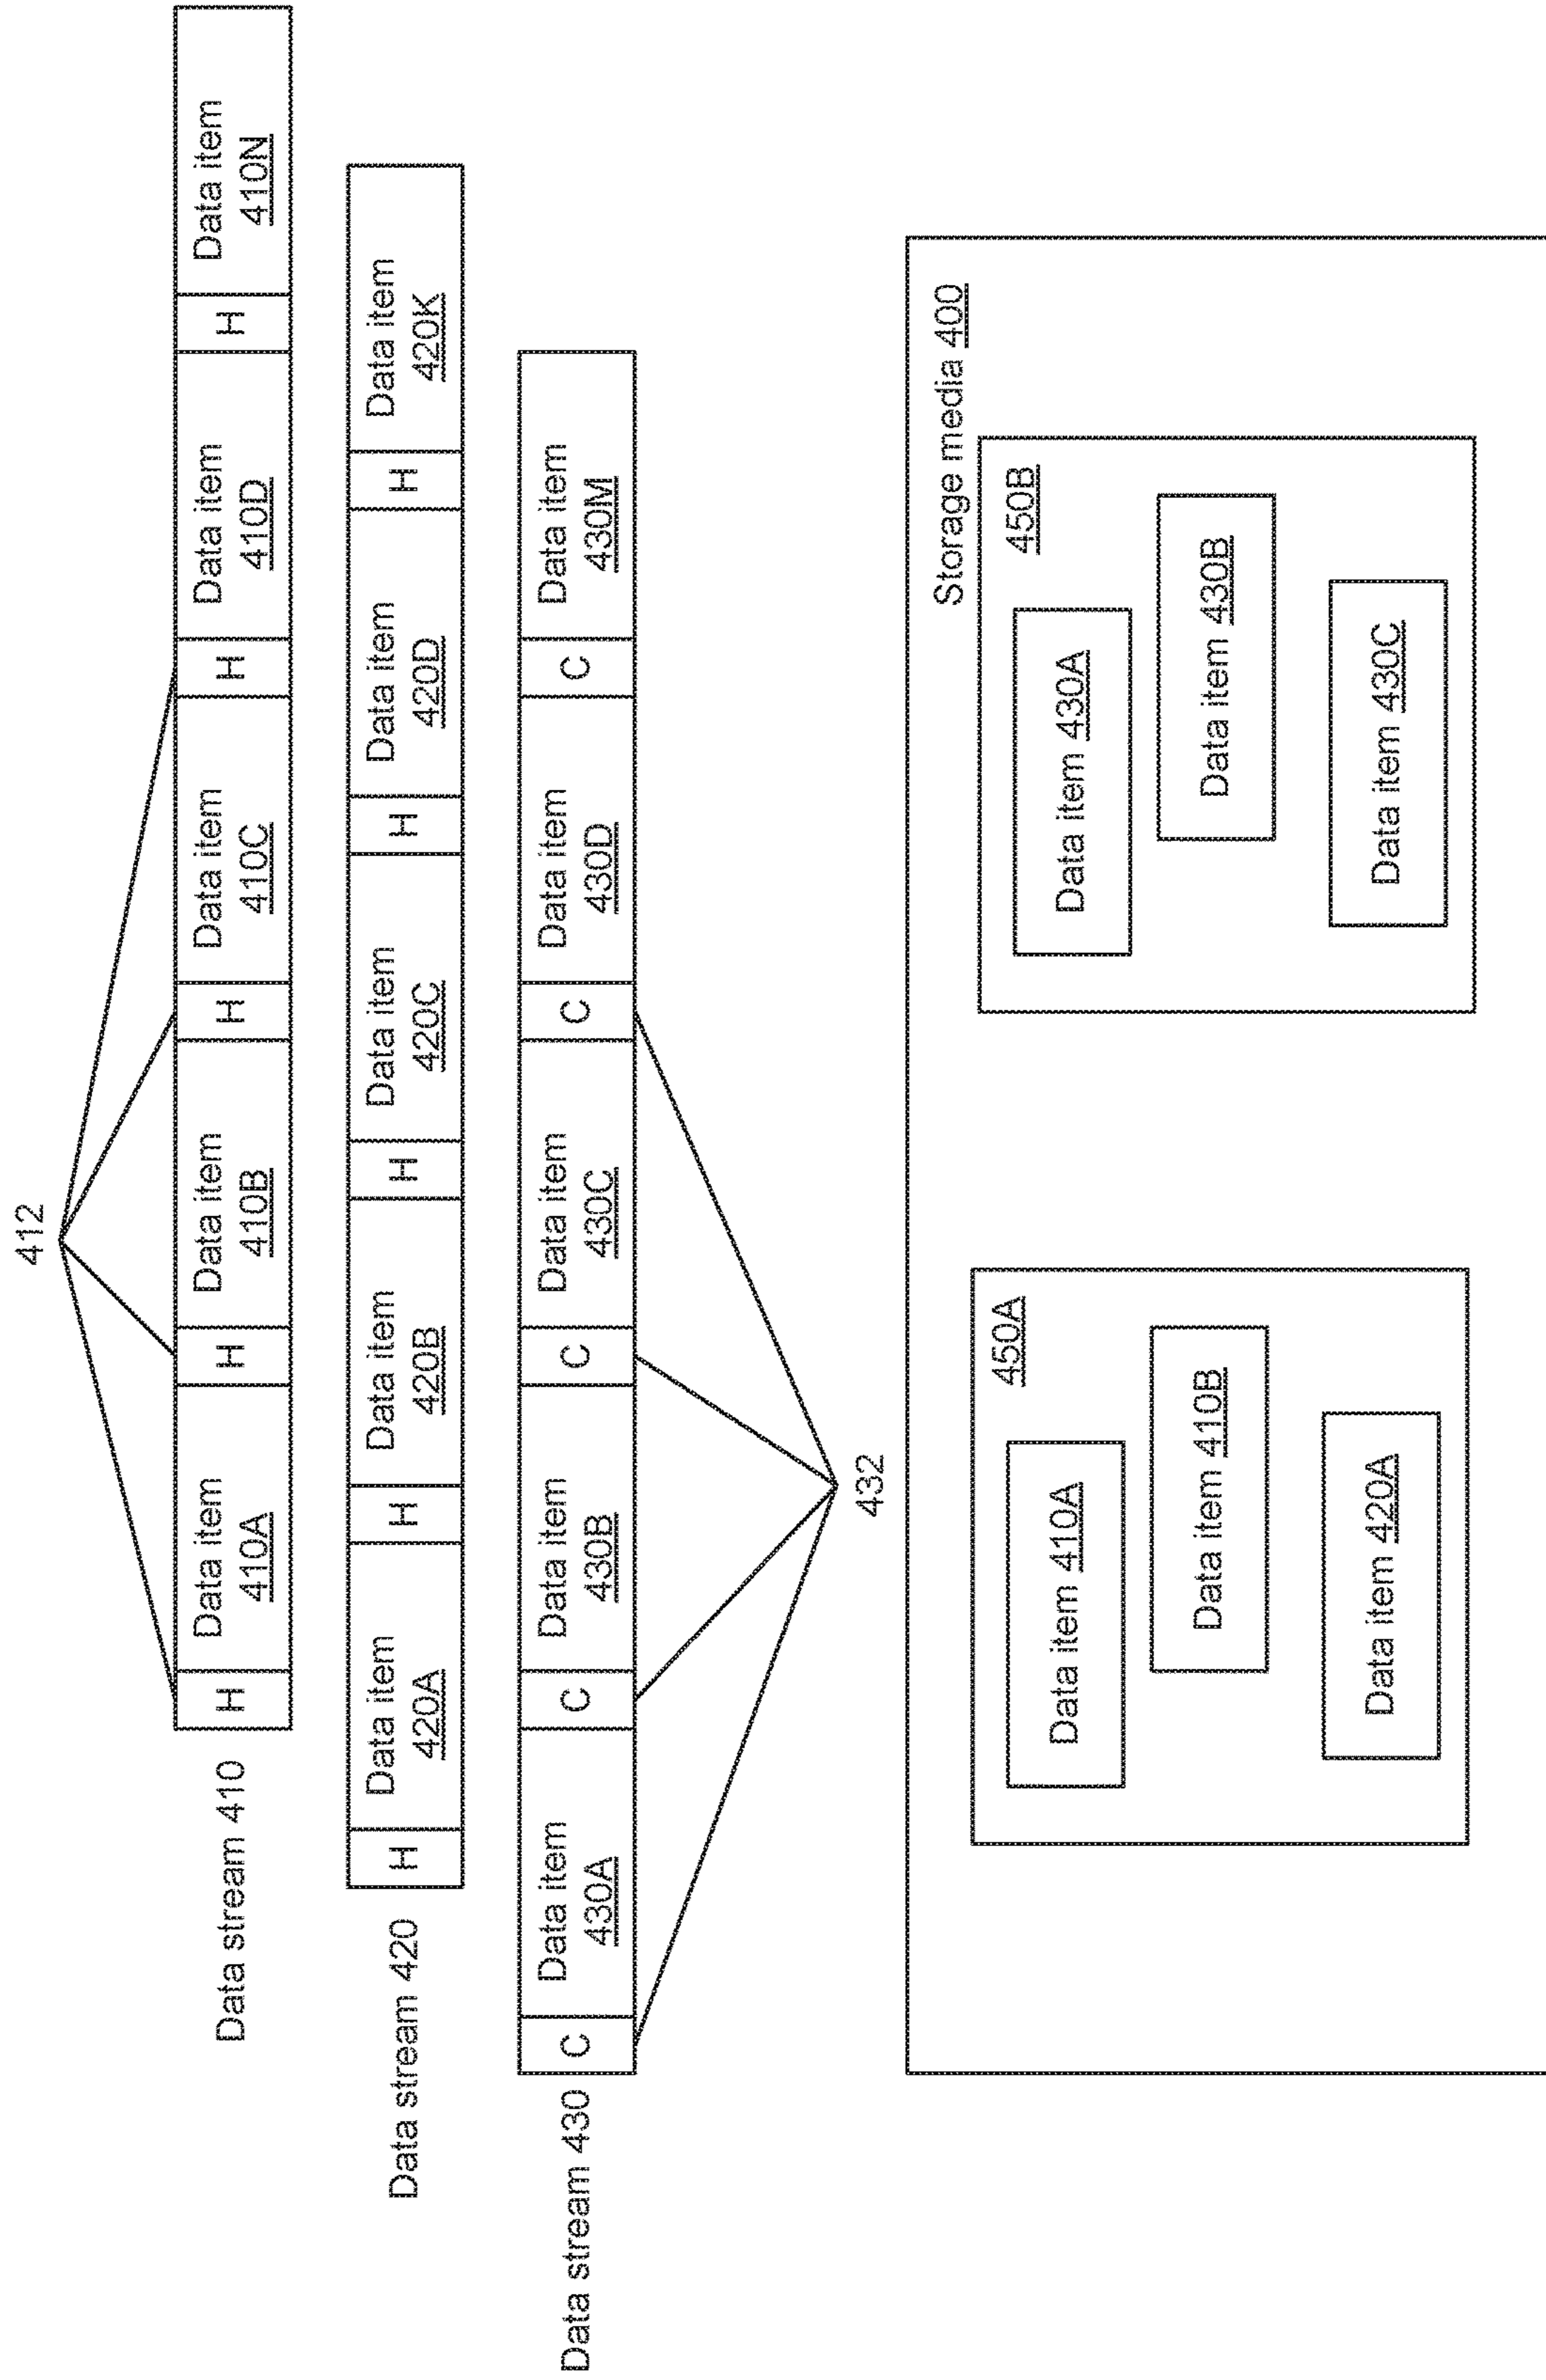 412
Data stream 410
H
Data item
410A
H
Data item
410B
H
Data item
410C
H
Data item
410D
H
Data item
410N
Data stream 420
H
Data item
420A
H
Data item
420B
H
Data item
420C
H
Data item
420D
H
Data item
420K
Data stream 430
C
Data item
430A
C
Data item
430B
C
Data item
430C
C
Data item
430D
C
Data item
430M
432
Storage media 400
450A
Data item 410A
Data item 410B
Data item 420A
450B
Data item 430A
Data item 430B
Data item 430C